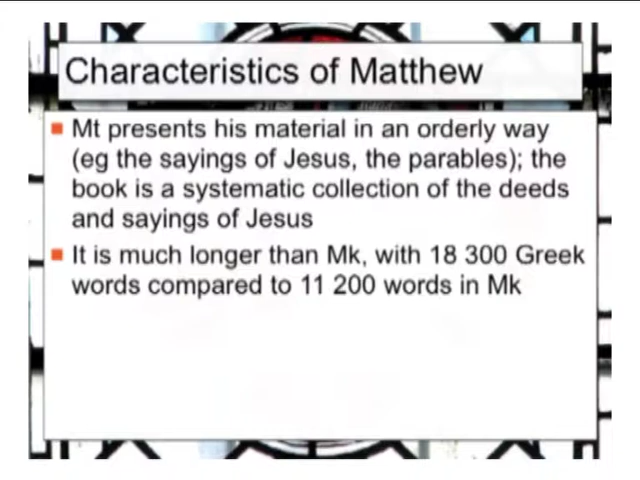 Characteristics of Matthew
Mt presents his material in an orderly way
(eg the sayings of Jesus, the parables); the
book is a systematic collection of the deeds
and sayings of Jesus
It is much longer than Mk, with 18 300 Greek
words compared to 11 200 words in Mk